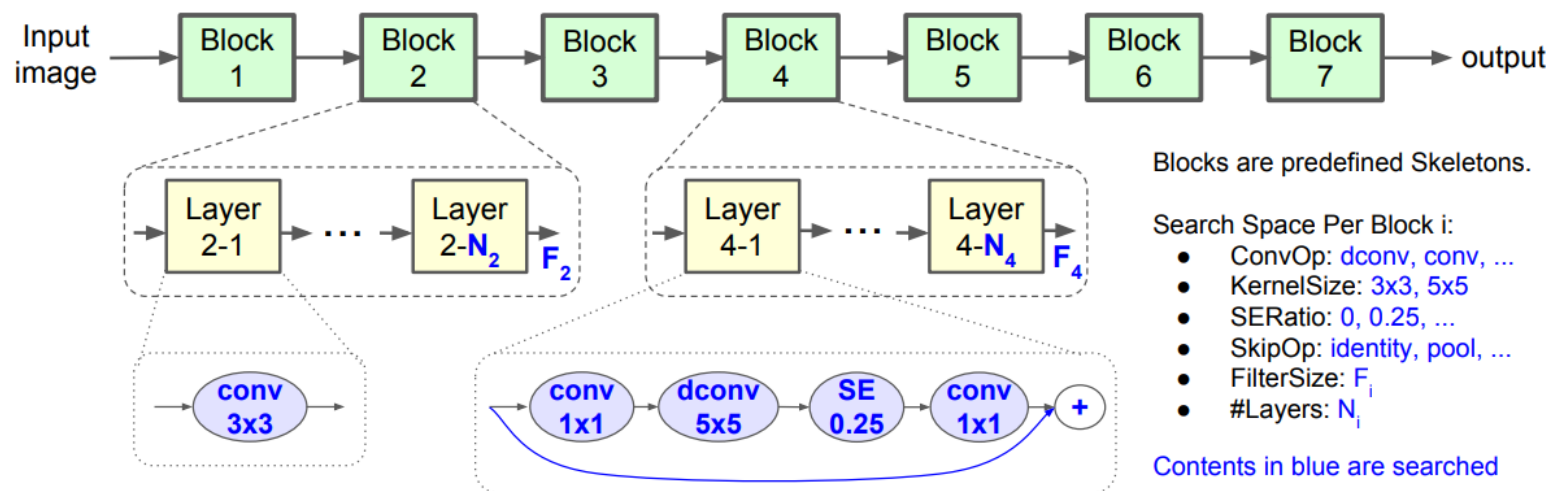 Input
image
Block
1
Block
2
Block
3
Block
4
Block
5
Block
6
Block
7
output
Layer
2-1
...
Layer
2-N2
F2
Layer
4-1
...
Layer
4-N4
F4
conv
3x3
conv
1x1
dconv
5x5
SE
0.25
conv
1x1
+
Blocks are predefined Skeletons.
Search Space Per Block i:
● ConvOp: dconv, conv, ...
● KernelSize: 3x3, 5x5
● SERatio: 0, 0.25, ...
● SkipOp: identity, pool, ...
● FilterSize: Fi
● #Layers: Ni
Contents in blue are searched